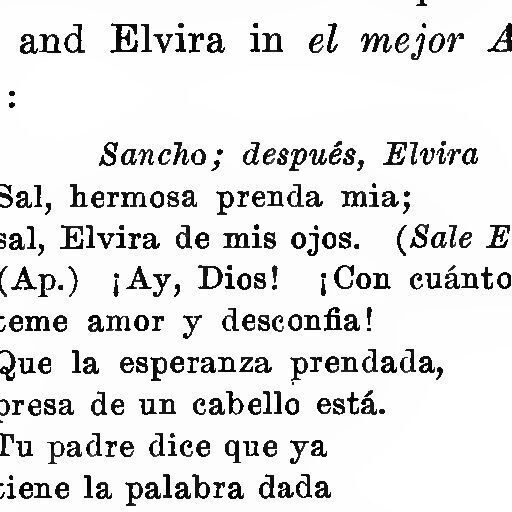 and Elvira in el mejor
:
Sancho; después, Elvira
Sal, hermosa prenda mia;
sal, Elvira de mis ojos. (Sale E
(Ap.) ¡Ay, Dios! ¡Con cuánto
teme amor y desconfia!
Que la esperanza prendada,
presa de un cabello está.
Tu padre dice que ya
tiene la palabra dada